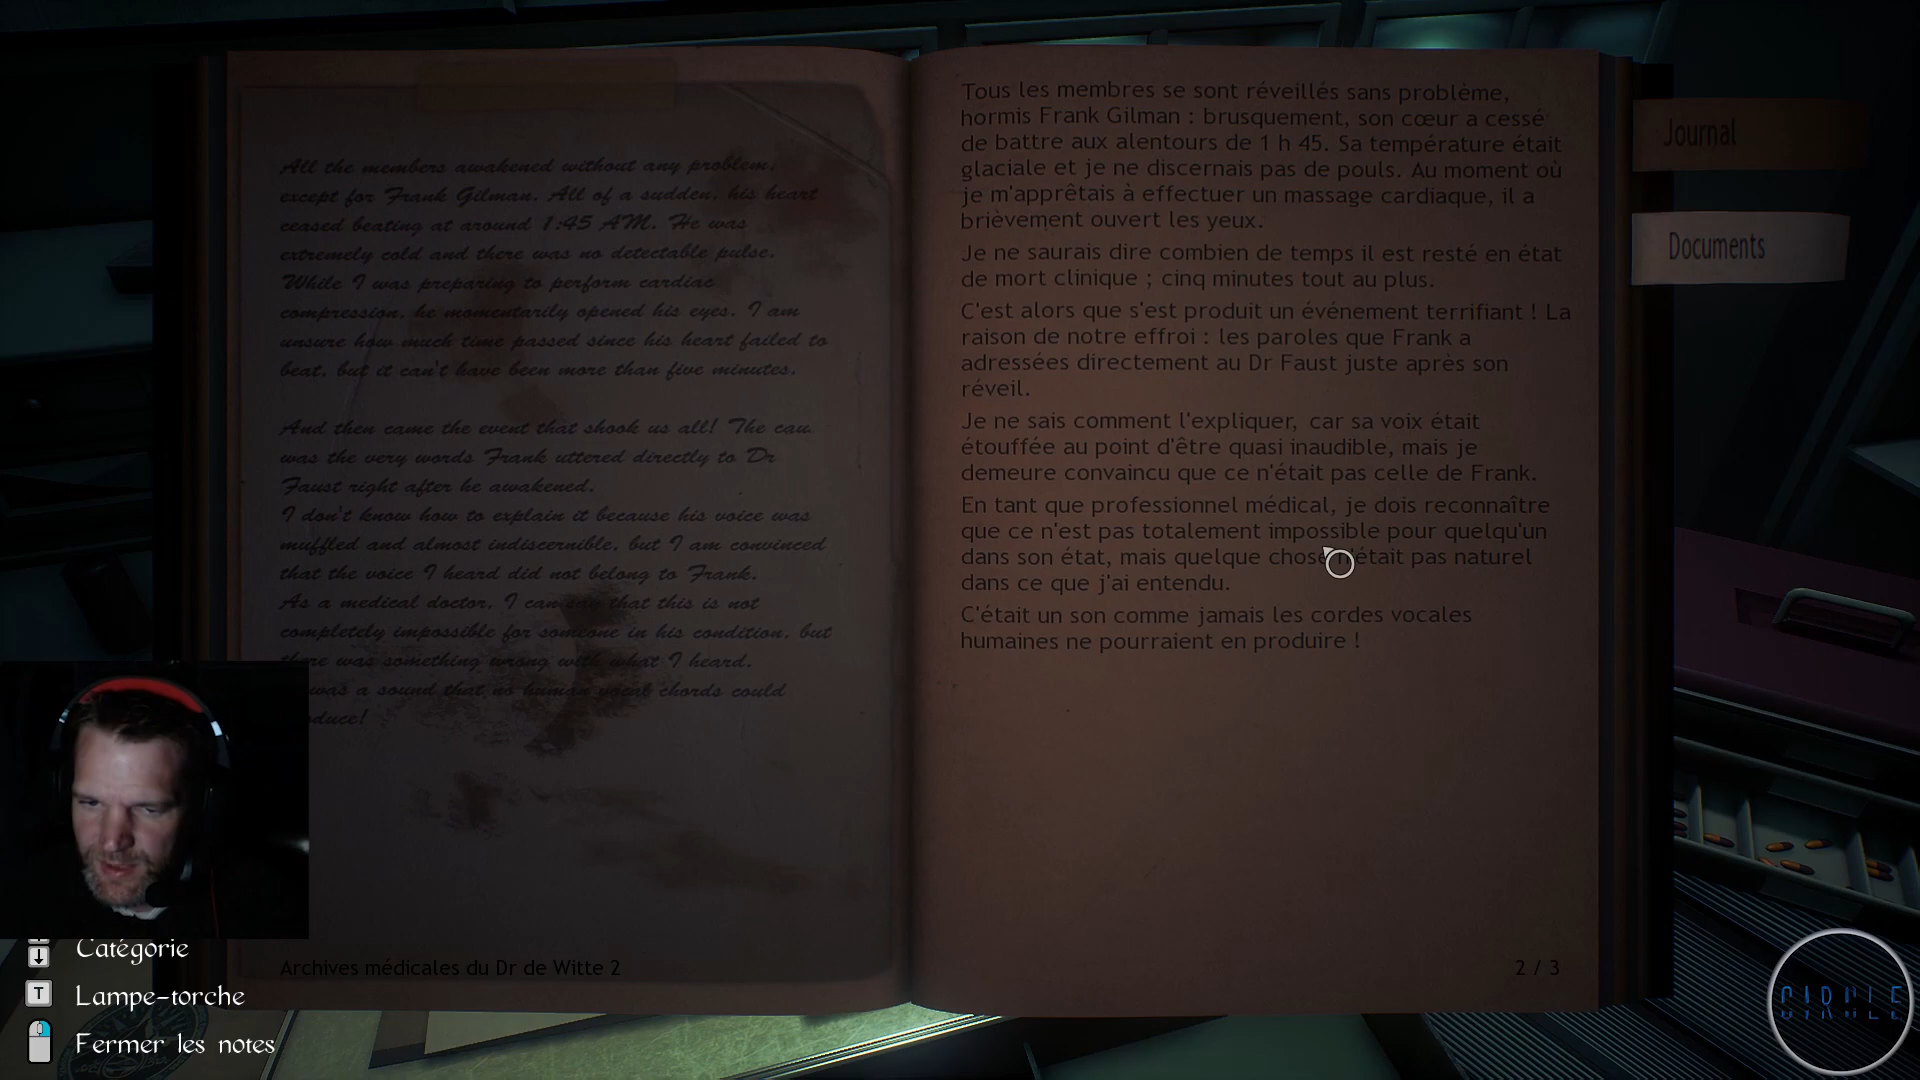 All the members awakened without any problem,
except for Frank Gilman. All of a sudden, his heart
ceased beating at around 1:45 AM. He was
extremely cold and there was no detectable pulse.
While I was preparing to perform cardiac
compression, he momentarily opened his eyes. I am
unsure how much time passed since his heart failed to
beat, but it can't have been more than five minutes.
And then came the event that shook us all! The
was the very words Frank uttered directly to Dr
Faust right after he awakened.
I don't know how to explain it because his voice was
muffled and almost indiscernible, but I am convinced
that the voice I heard did not belong to Frank.
As a medical doctor, I can say that this is not
completely impossible for someone in his condition, but
there was something wrong with what I heard.
was a sound that no human vocal chords could
Archives médicales du Dr de Witte 2
Tous les membres se sont réveillés sans problème,
hormis Frank Gilman : brusquement, son cœur a cessé
de battre aux alentours de 1 h 45. Sa température était
glaciale et je ne discernais pas de pouls. Au moment où
je m'apprêtais à effectuer un massage cardiaque, il a
brièvement ouvert les yeux.
Je ne saurais dire combien de temps il est resté en état
de mort clinique ; cinq minutes tout au plus.
C'est alors que s'est produit un événement terrifiant ! La
raison de notre effroi : les paroles que Frank a
adressées directement au Dr Faust juste après son
réveil.
Je ne sais comment l'expliquer, car sa voix était
étouffée au point d'être quasi inaudible, mais je
demeure convaincu que ce n'était pas celle de Frank.
En tant que professionnel médical, je dois reconnaître
que ce n'est pas totalement impossible pour quelqu'un
dans son état, mais quelque chose n'était pas naturel
dans ce que j'ai entendu.
C'était un son comme jamais les cordes vocales
humaines ne pourraient en produire !
2 / 3
Journal
Documents
Catégorie
T
Lampe-torche
Fermer les notes